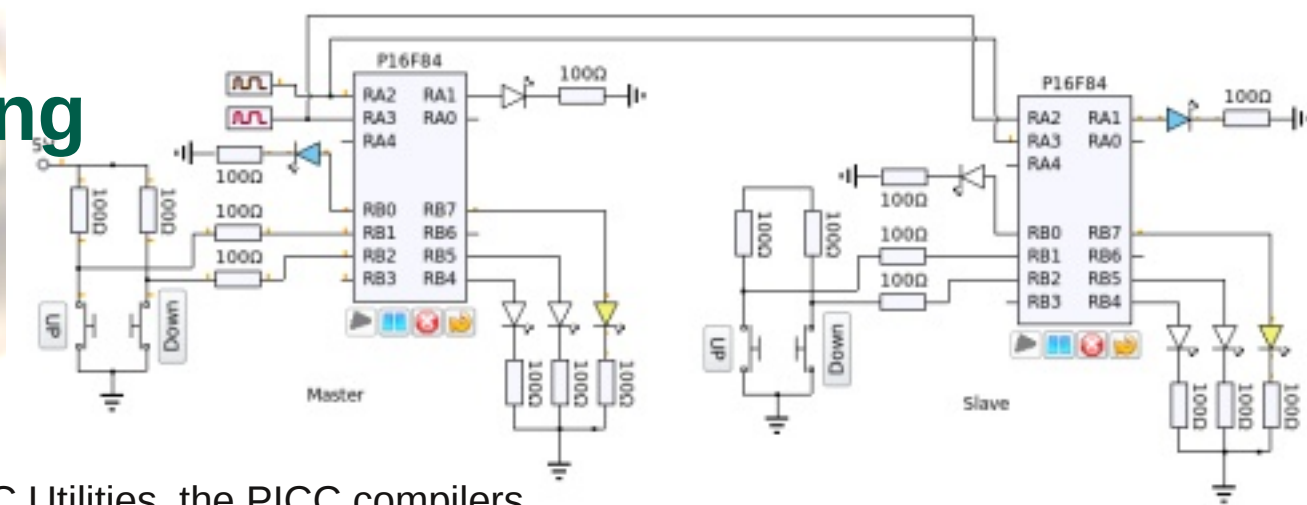 ng
P16F84
100Ω
RA2 RA1
RA3 RA0
RA4
100Ω
100Ω
100Ω
100Ω
100Ω
RB0 RB7
RB1 RB6
RB2 RB5
RB3 RB4
UP
Down
100Ω
100Ω
100Ω
Master
P16F84
100Ω
RA2 RA1
RA3 RA0
RA4
100Ω
100Ω
100Ω
100Ω
100Ω
RB0 RB7
RB1 RB6
RB2 RB5
RB3 RB4
UP
Down
100Ω
100Ω
100Ω
Slave
C Utilities, the PICC compilers